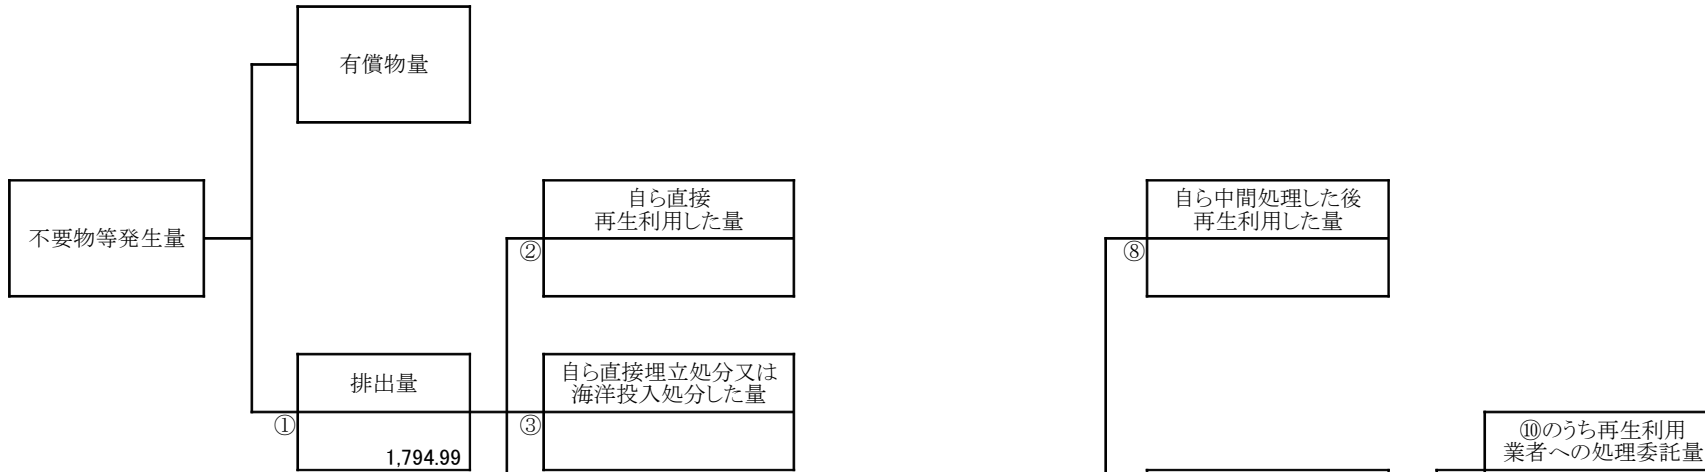 有償物量
不要物等発生量
自ら直接
再生利用した量
②
自ら中間処理した後
再生利用した量
⑧
排出量
①
1,794.99
自ら直接埋立処分又は
海洋投入処分した量
③
⑩のうち再生利用
業者への処理委託量